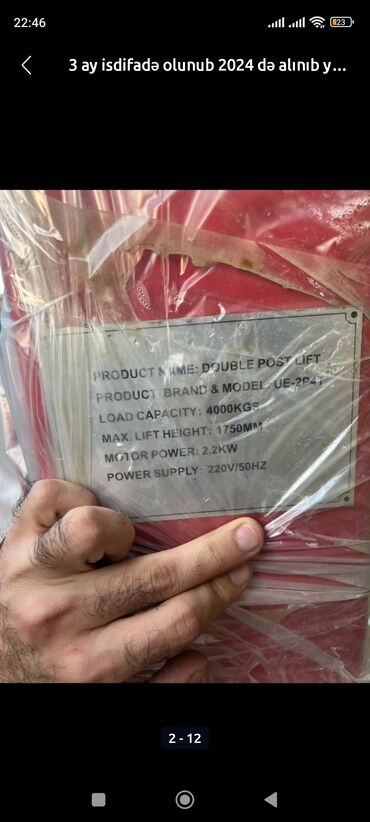 22:46
23
3 ay isdifadə olunub 2024 də alınıb y...
PRODUCT NAME: DOUBLE POST LIFT
PRODUCT BRAND & MODEL: UE-2P4T
LOAD CAPACITY: 4000KGS
MAX. LIFT HEIGHT: 1750MM
MOTOR POWER: 2.2KW
POWER SUPPLY: 220V/50HZ
2 - 12